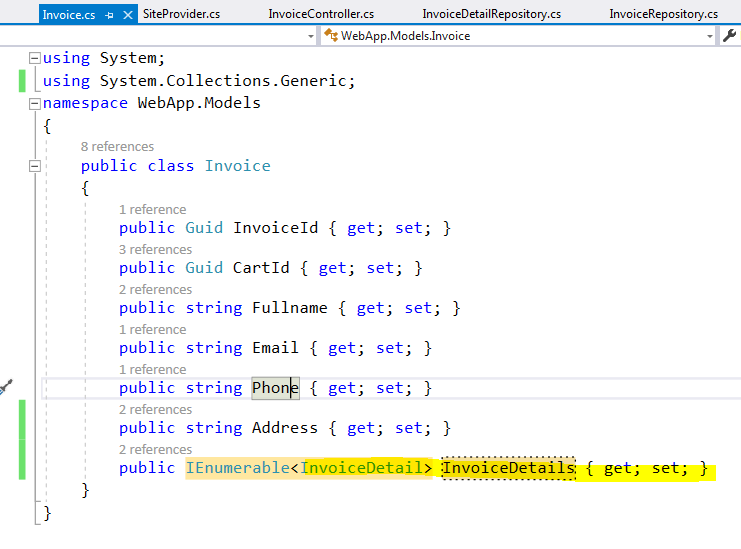 Invoice.cs SiteProvider.cs InvoiceController.cs InvoiceDetailRepository.cs InvoiceRepository.cs
WebApp.Models.Invoice
using System;
using System.Collections.Generic;
namespace WebApp.Models
{
8 references
public class Invoice
{
1 reference
public Guid InvoiceId { get; set; }
3 references
public Guid CartId { get; set; }
2 references
public string Fullname { get; set; }
1 reference
public string Email { get; set; }
1 reference
public string Phone { get; set; }
2 references
public string Address { get; set; }
2 references
public IEnumerable<InvoiceDetail> InvoiceDetails { get; set; }
}
}